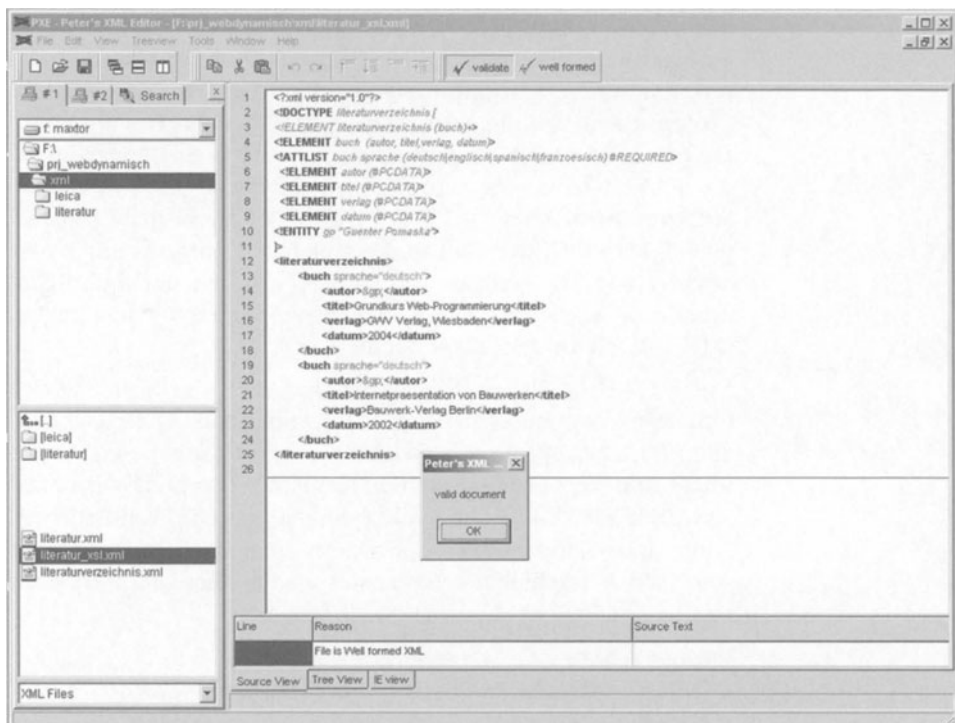 PXE - Peter's XML Editor - [F:\prj_webdynamisch\xml\literatur_xsl.xml]
File Edit View Treeview Tools Window Help
validate well formed
#1 #2 Search
f: maxdor
F:\
prj_webdynamisch
xml
leica
literatur
[..]
[leica]
[literatur]
literatur.xml
literatur_xsl.xml
literaturverzeichnis.xml
XML Files
1 <?xml version="1.0"?>
2 <!DOCTYPE literaturverzeichnis [
3 <!ELEMENT literaturverzeichnis (buch)+>
4 <!ELEMENT buch (autor, titel,verlag, datum)>
5 <!ATTLIST buch sprache (deutsch|englisch|spanisch|franzoesisch) #REQUIRED>
6 <!ELEMENT autor (#PCDATA)>
7 <!ELEMENT titel (#PCDATA)>
8 <!ELEMENT verlag (#PCDATA)>
9 <!ELEMENT datum (#PCDATA)>
10 <!ENTITY gp "Guenter Pomaska">
11 ]>
12 <literaturverzeichnis>
13 <buch sprache="deutsch">
14 <autor>&gp;</autor>
15 <titel>Grundkurs Web-Programmierung</titel>
16 <verlag>GWV Verlag, Wiesbaden</verlag>
17 <datum>2004</datum>
18 </buch>
19 <buch sprache="deutsch">
20 <autor>&gp;</autor>
21 <titel>Internetpraesentation von Bauwerken</titel>
22 <verlag>Bauwerk-Verlag Berlin</verlag>
23 <datum>2002</datum>
24 </buch>
25 </literaturverzeichnis>
26
Peter's XML ...
valid document
OK
Line Reason Source Text
File is Well formed XML
Source View Tree View IE view